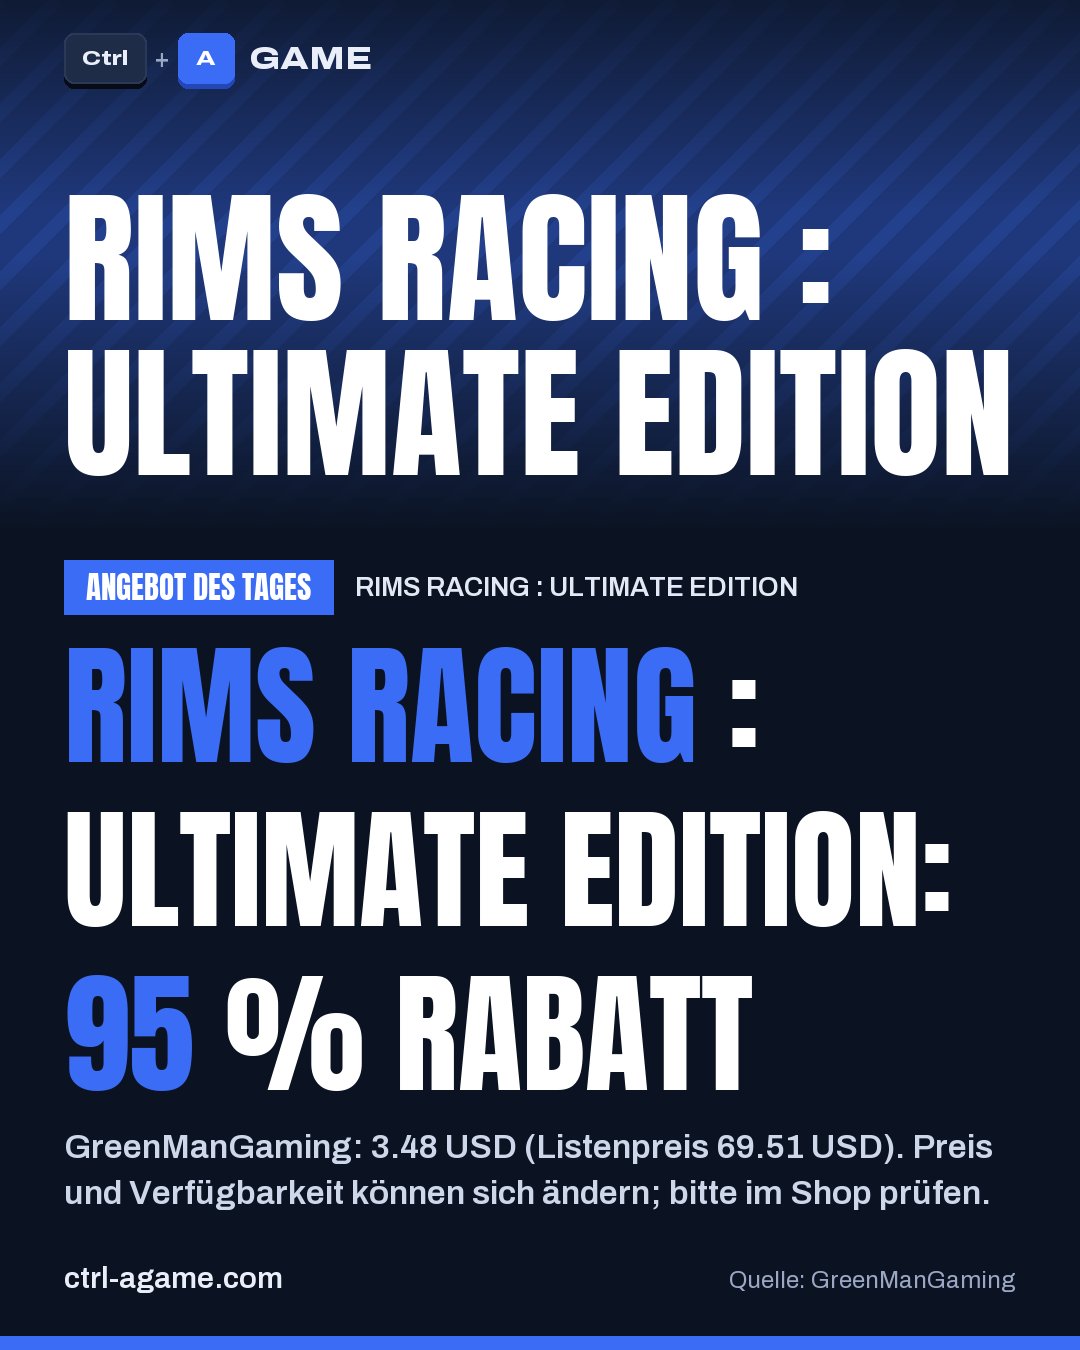 Ctrl + A GAME
RIMS RACING :
ULTIMATE EDITION
ANGEBOT DES TAGES RIMS RACING : ULTIMATE EDITION
RIMS RACING :
ULTIMATE EDITION:
95 % RABATT
GreenManGaming: 3.48 USD (Listenpreis 69.51 USD). Preis
und Verfügbarkeit können sich ändern; bitte im Shop prüfen.
ctrl-agame.com Quelle: GreenManGaming